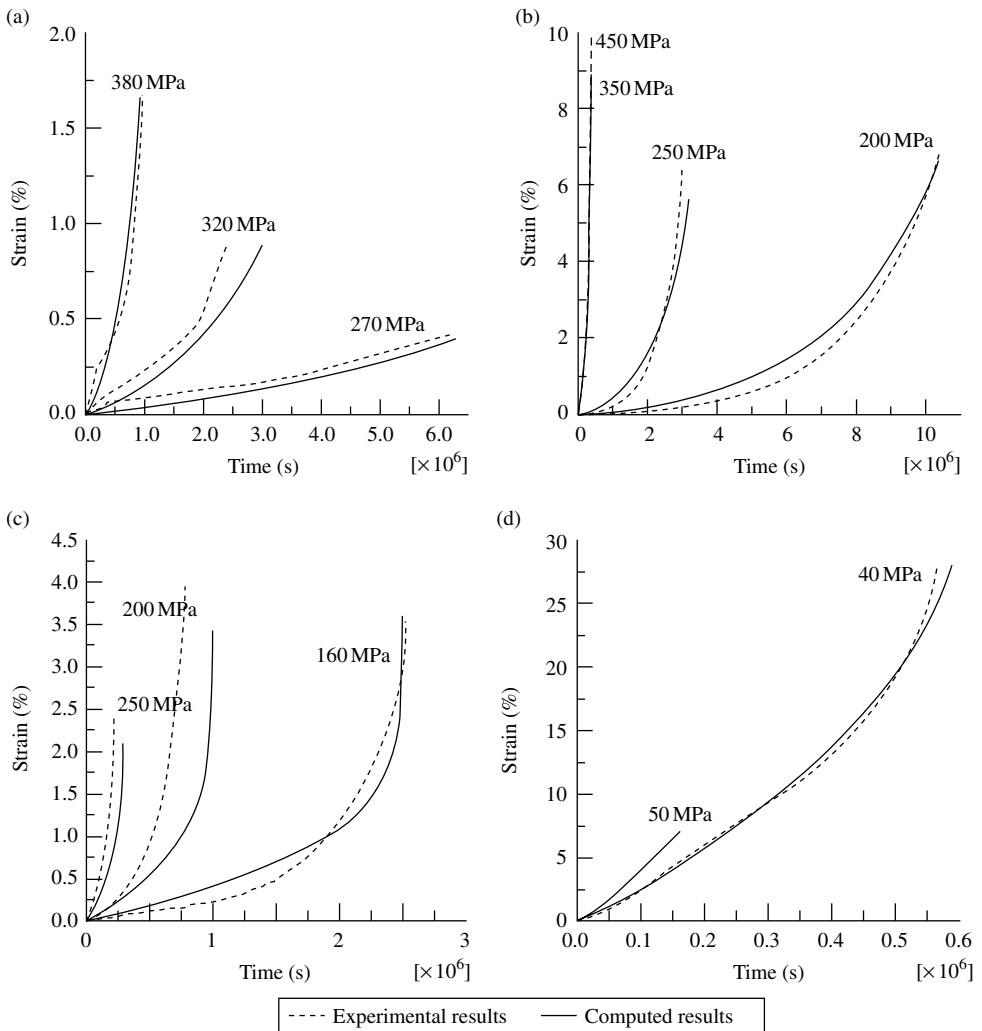 (a)
2.0
1.5
1.0
0.5
0.0
Strain (%)
380 MPa
320 MPa
270 MPa
0.0 1.0 2.0 3.0 4.0 5.0 6.0
Time (s) [×10⁶]
(b)
10
8
6
4
2
0
Strain (%)
450 MPa
350 MPa
250 MPa
200 MPa
0 2 4 6 8 10
Time (s) [×10⁶]
(c)
4.5
4.0
3.5
3.0
2.5
2.0
1.5
1.0
0.5
0.0
Strain (%)
200 MPa
160 MPa
250 MPa
0 1 2 3
Time (s) [×10⁶]
(d)
30
25
20
15
10
5
0
Strain (%)
40 MPa
50 MPa
0.0 0.1 0.2 0.3 0.4 0.5 0.6
Time (s) [×10⁶]
Experimental results Computed results